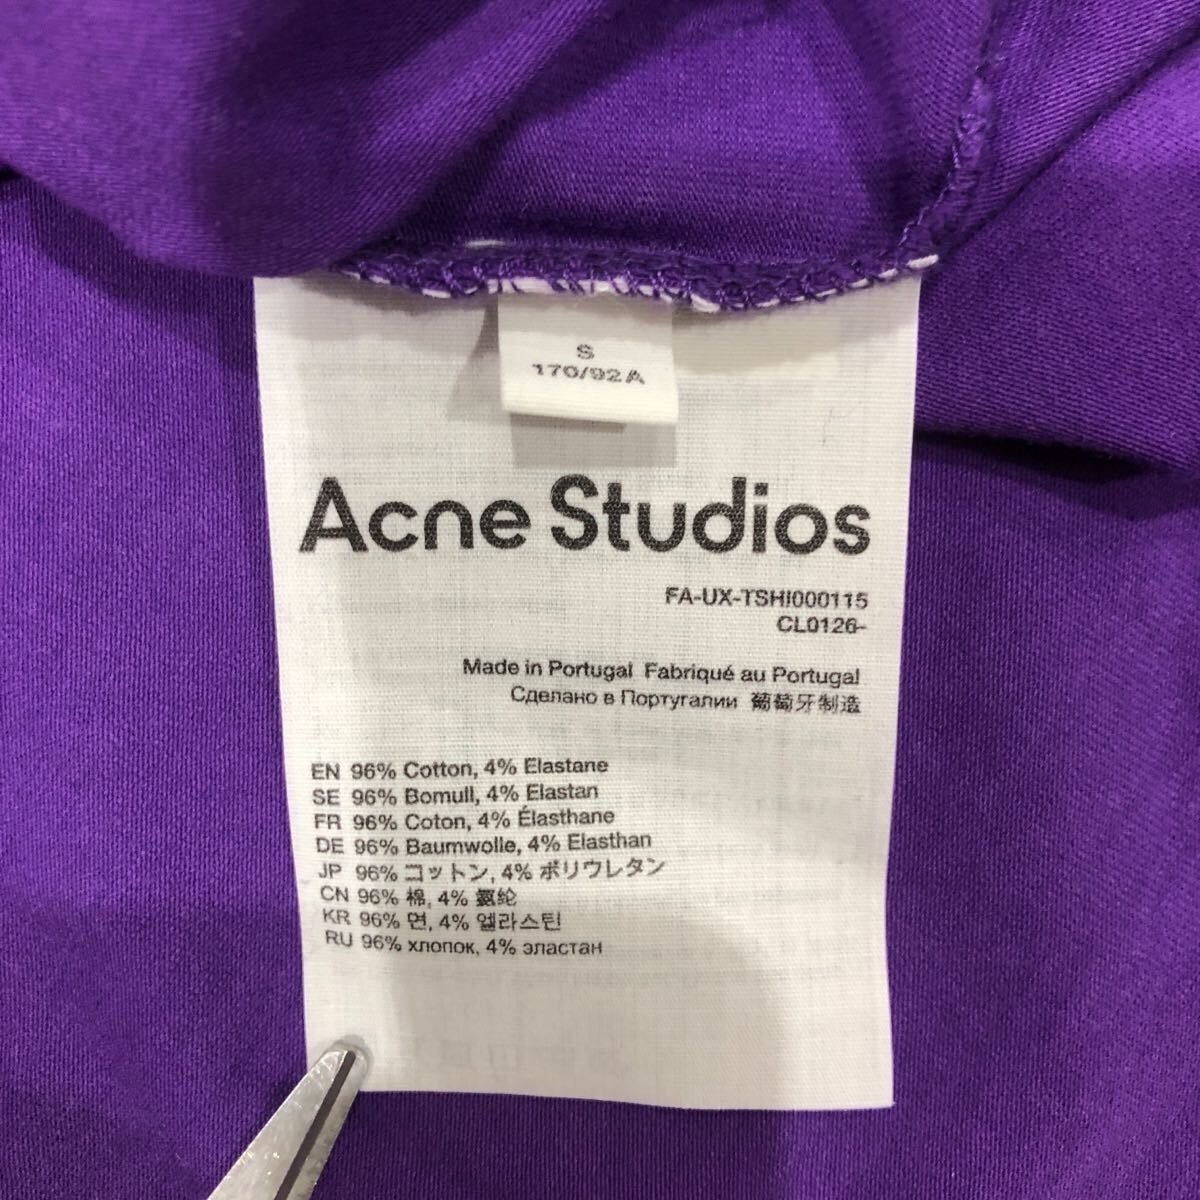 S
170/92A
Acne Studios
FA-UX-TSHI000115
CL0126-
Made in Portugal Fabriqué au Portugal
Сделано в Португалии 葡萄牙制造
EN 96% Cotton, 4% Elastane
SE 96% Bomull, 4% Elastan
FR 96% Coton, 4% Élasthane
DE 96% Baumwolle, 4% Elasthan
JP 96% コットン, 4% ポリウレタン
CN 96% 棉, 4% 氨纶
KR 96% 면, 4% 엘라스틴
RU 96% хлопок, 4% эластан